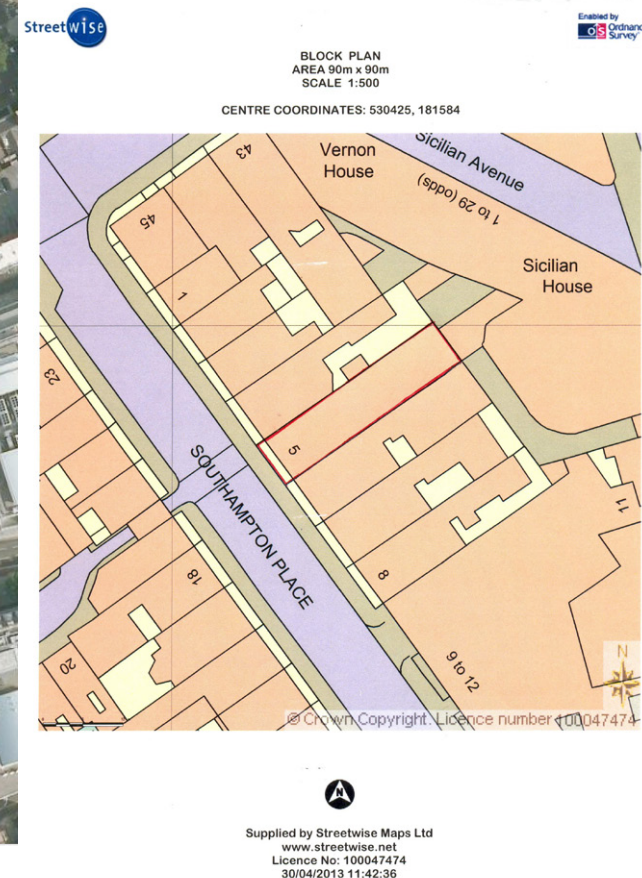 Streetwise
Enabled by
OS Ordnance
Survey
BLOCK PLAN
AREA 90m x 90m
SCALE 1:500
CENTRE COORDINATES: 530425, 181584
43
Vernon
House
Sicilian Avenue
1 to 29 (odds)
45
Sicilian
House
1
23
5
SOUTHAMPTON PLACE
11
18
8
20
9 to 12
N
© Crown Copyright. Licence number 100047474
N
Supplied by Streetwise Maps Ltd
www.streetwise.net
Licence No: 100047474
30/04/2013 11:42:36